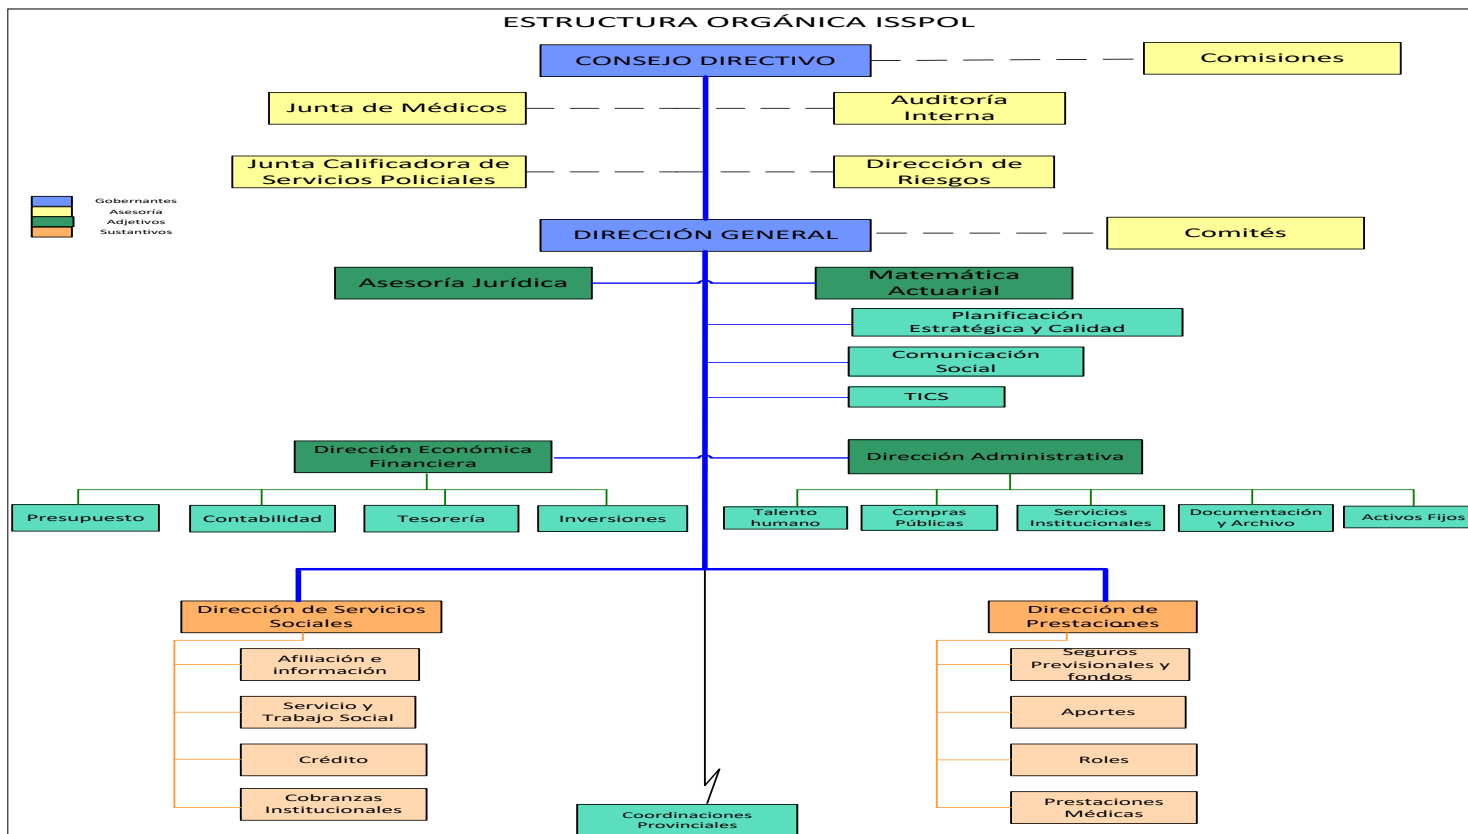 ESTRUCTURA ORGÁNICA ISSPOL
CONSEJO DIRECTIVO
Comisiones
Junta de Médicos
Auditoría
Interna
Junta Calificadora de
Servicios Policiales
Dirección de
Riesgos
Gobernantes
Asesoría
Adjetivos
Sustantivos
DIRECCIÓN GENERAL
Comités
Asesoría Jurídica
Matemática
Actuarial
Planificación
Estratégica y Calidad
Comunicación
Social
TICS
Dirección Económica
Financiera
Dirección Administrativa
Presupuesto
Contabilidad
Tesorería
Inversiones
Talento
humano
Compras
Públicas
Servicios
Institucionales
Documentación
y Archivo
Activos Fijos
Dirección de Servicios
Sociales
Dirección de
Prestaciones
Afiliación e
información
Servicio y
Trabajo Social
Crédito
Cobranzas
Institucionales
Seguros
Previsionales y
fondos
Aportes
Roles
Prestaciones
Médicas
Coordinaciones
Provinciales